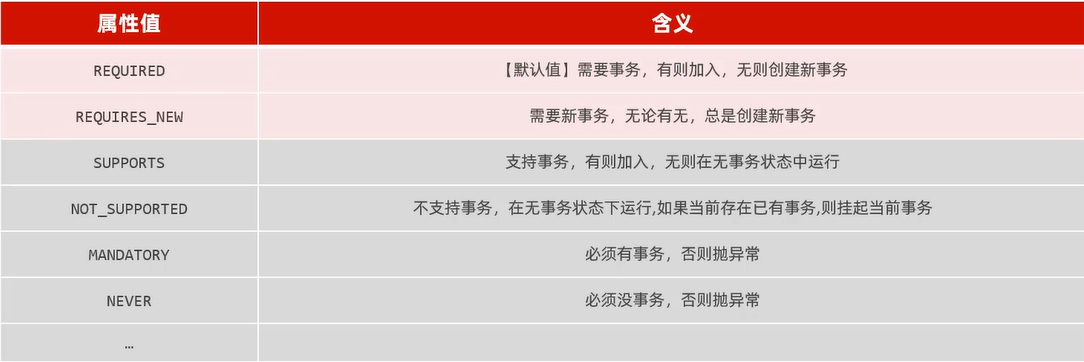 属性值 含义
REQUIRED 【默认值】需要事务，有则加入，无则创建新事务
REQUIRES_NEW 需要新事务，无论有无，总是创建新事务
SUPPORTS 支持事务，有则加入，无则在无事务状态中运行
NOT_SUPPORTED 不支持事务，在无事务状态下运行,如果当前存在已有事务,则挂起当前事务
MANDATORY 必须有事务，否则抛异常
NEVER 必须没事务，否则抛异常
…